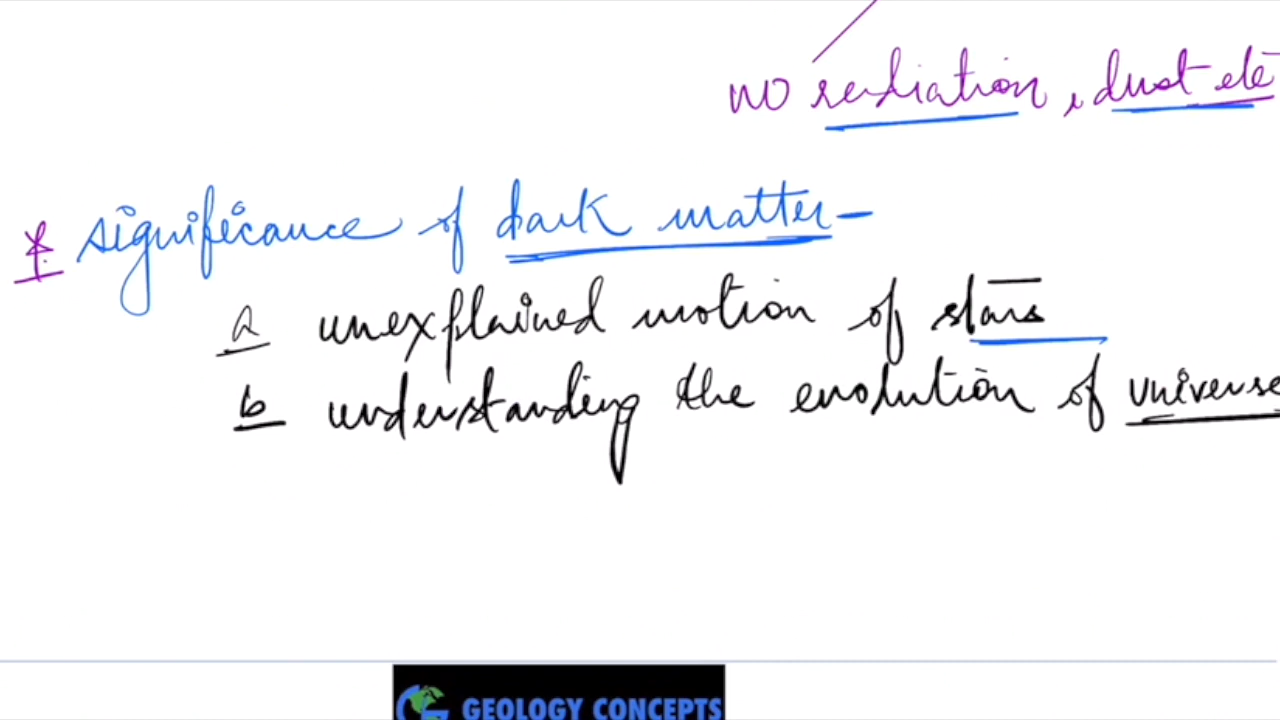 no radiation, dust etc
* significance of dark matter-
a unexplained motion of stars
b understanding the evolution of universe
GEOLOGY CONCEPTS